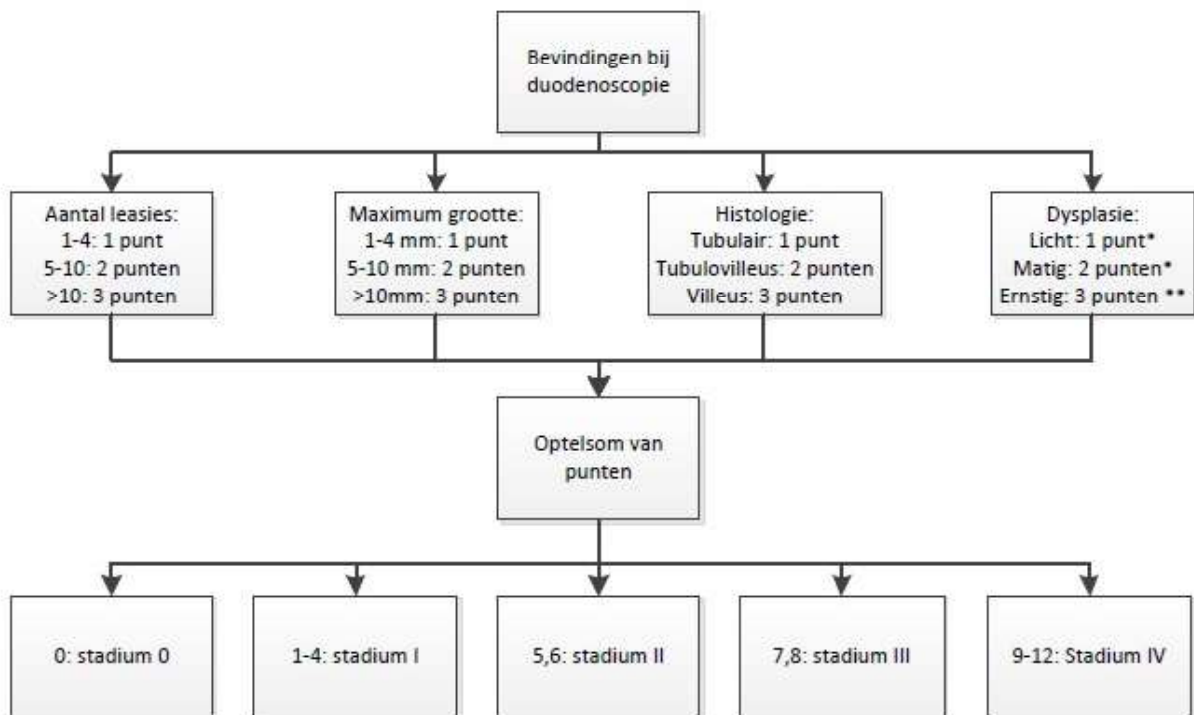 Bevindingen bij
duodenoscopie
Aantal leasies:
1-4: 1 punt
5-10: 2 punten
>10: 3 punten
Maximum grootte:
1-4 mm: 1 punt
5-10 mm: 2 punten
>10mm: 3 punten
Histologie:
Tubulair: 1 punt
Tubulovilleus: 2 punten
Villeus: 3 punten
Dysplasie:
Licht: 1 punt*
Matig: 2 punten*
Ernstig: 3 punten **
Optelsom van
punten
0: stadium 0
1-4: stadium I
5,6: stadium II
7,8: stadium III
9-12: Stadium IV